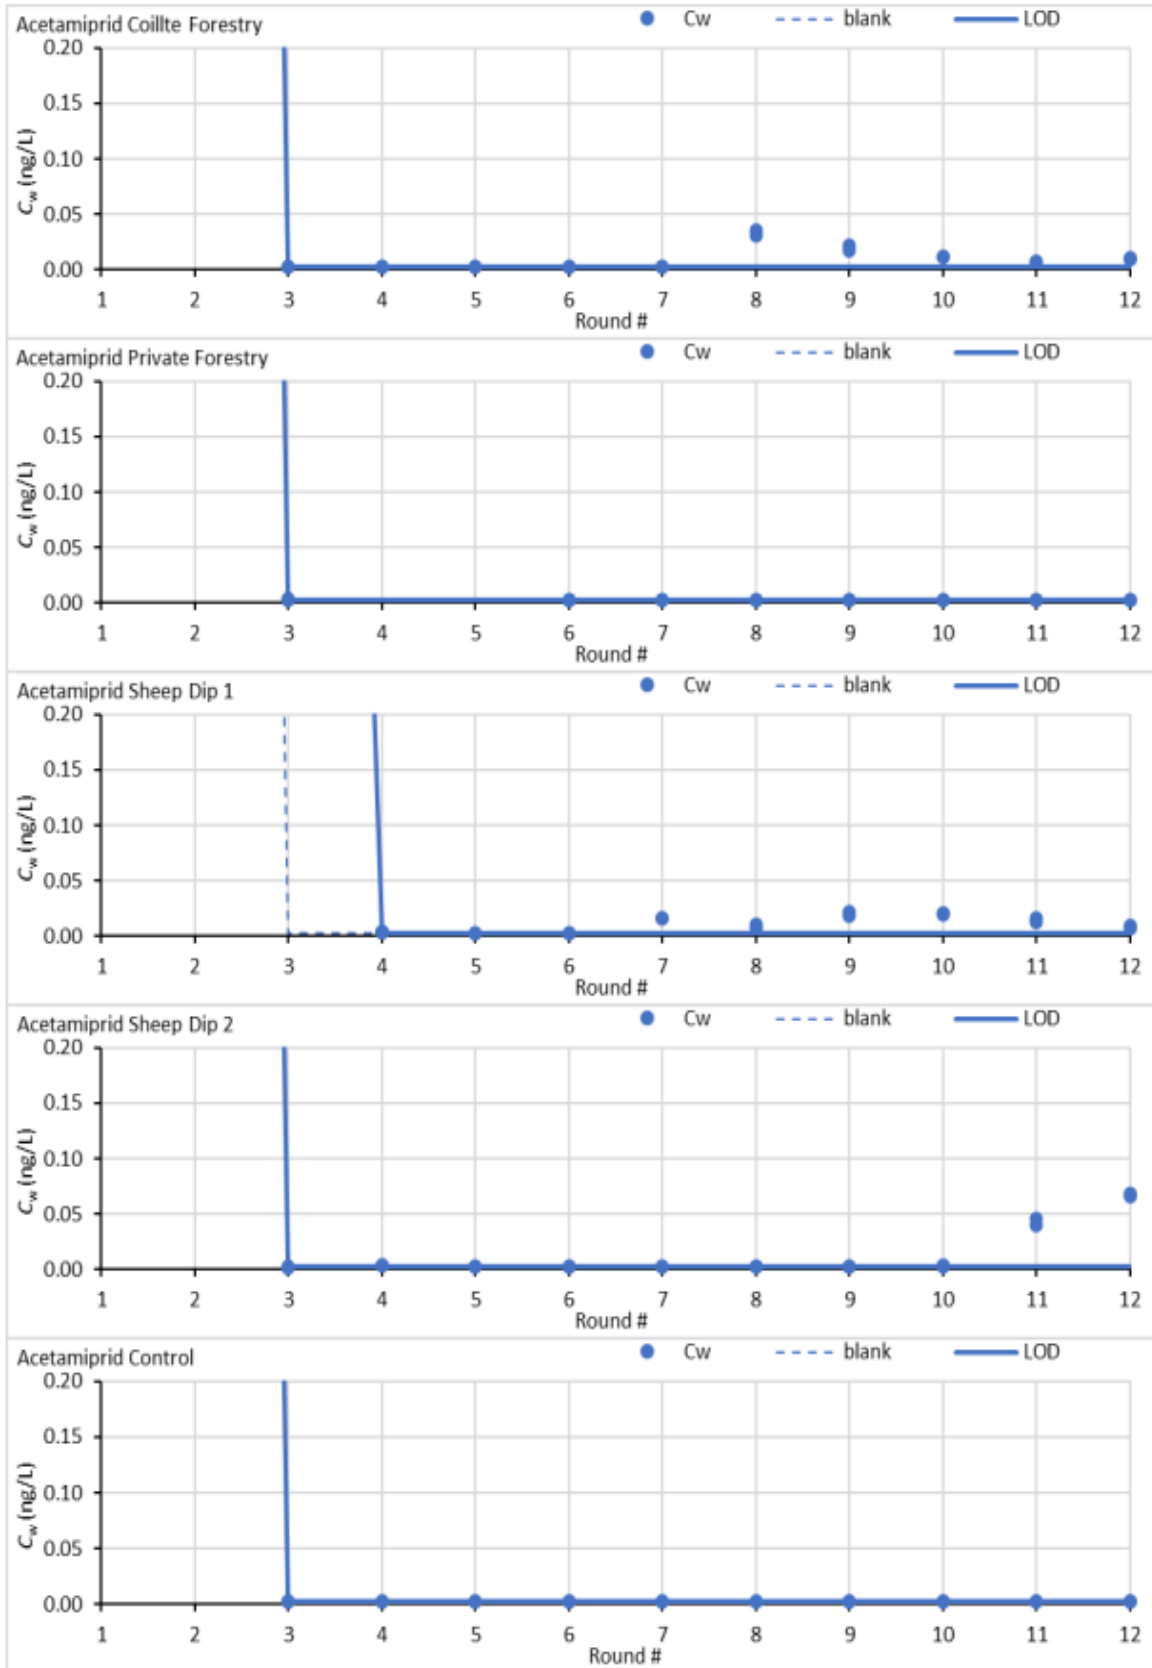 Acetamiprid Coillte Forestry
Cw blank LOD
0.20
0.15
0.10
0.05
0.00
Cw (ng/L)
1 2 3 4 5 6 7 8 9 10 11 12
Round #
Acetamiprid Private Forestry
Cw blank LOD
0.20
0.15
0.10
0.05
0.00
Cw (ng/L)
1 2 3 4 5 6 7 8 9 10 11 12
Round #
Acetamiprid Sheep Dip 1
Cw blank LOD
0.20
0.15
0.10
0.05
0.00
Cw (ng/L)
1 2 3 4 5 6 7 8 9 10 11 12
Round #
Acetamiprid Sheep Dip 2
Cw blank LOD
0.20
0.15
0.10
0.05
0.00
Cw (ng/L)
1 2 3 4 5 6 7 8 9 10 11 12
Round #
Acetamiprid Control
Cw blank LOD
0.20
0.15
0.10
0.05
0.00
Cw (ng/L)
1 2 3 4 5 6 7 8 9 10 11 12
Round #